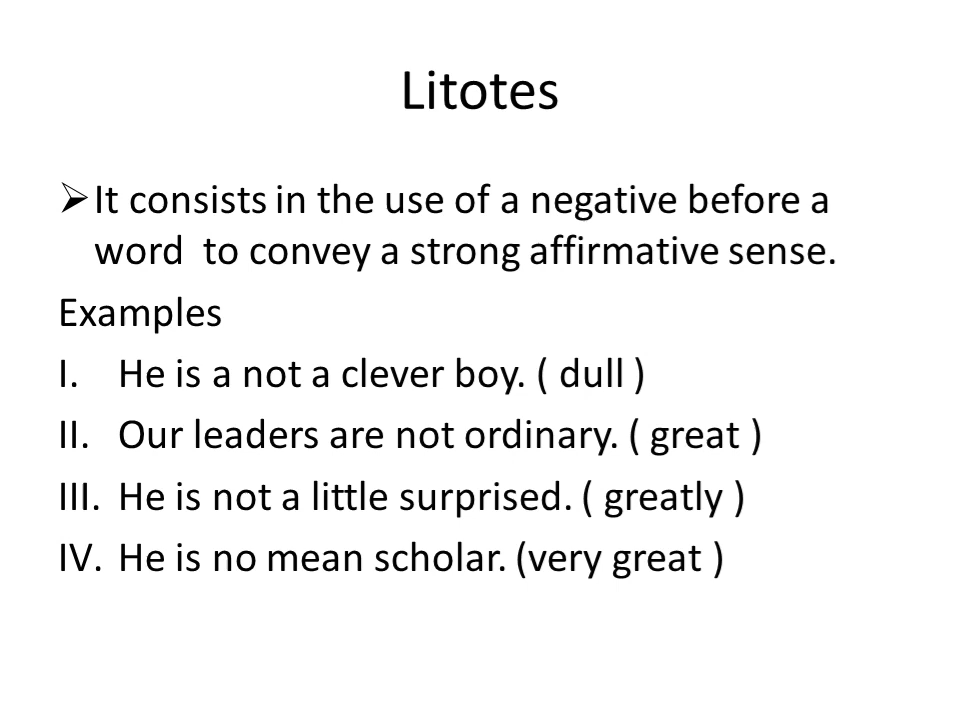 Litotes
➢It consists in the use of a negative before a
word  to convey a strong affirmative sense.
Examples
I. He is a not a clever boy. ( dull )
II. Our leaders are not ordinary. ( great )
III. He is not a little surprised. ( greatly )
IV. He is no mean scholar. (very great )